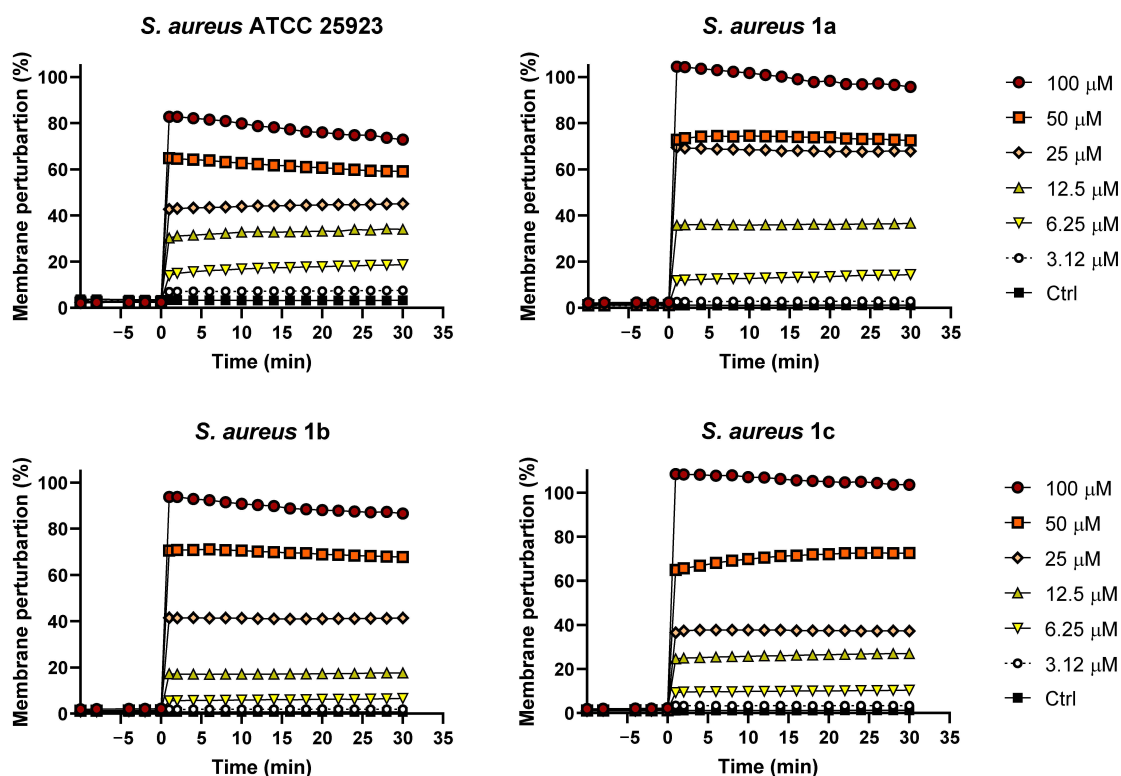 S. aureus ATCC 25923
Membrane perturbartion (%)
100
80
60
40
20
0
−5 0 5 10 15 20 25 30 35
Time (min)
S. aureus 1a
Membrane perturbartion (%)
100
80
60
40
20
0
−5 0 5 10 15 20 25 30 35
Time (min)
100 μM
50 μM
25 μM
12.5 μM
6.25 μM
3.12 μM
Ctrl
S. aureus 1b
Membrane perturbartion (%)
100
80
60
40
20
0
−5 0 5 10 15 20 25 30 35
Time (min)
S. aureus 1c
Membrane perturbartion (%)
100
80
60
40
20
0
−5 0 5 10 15 20 25 30 35
Time (min)
100 μM
50 μM
25 μM
12.5 μM
6.25 μM
3.12 μM
Ctrl